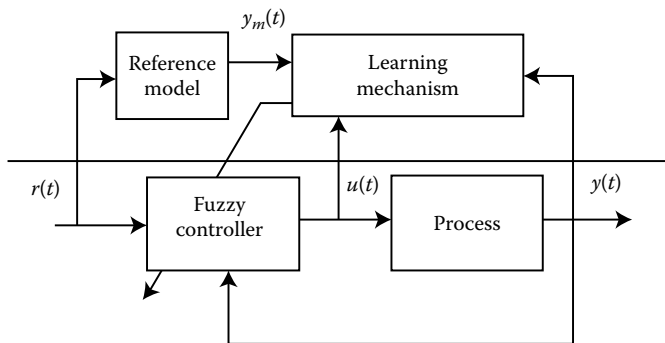 y_m(t)
Reference
model
Learning
mechanism
r(t)
Fuzzy
controller
u(t)
Process
y(t)